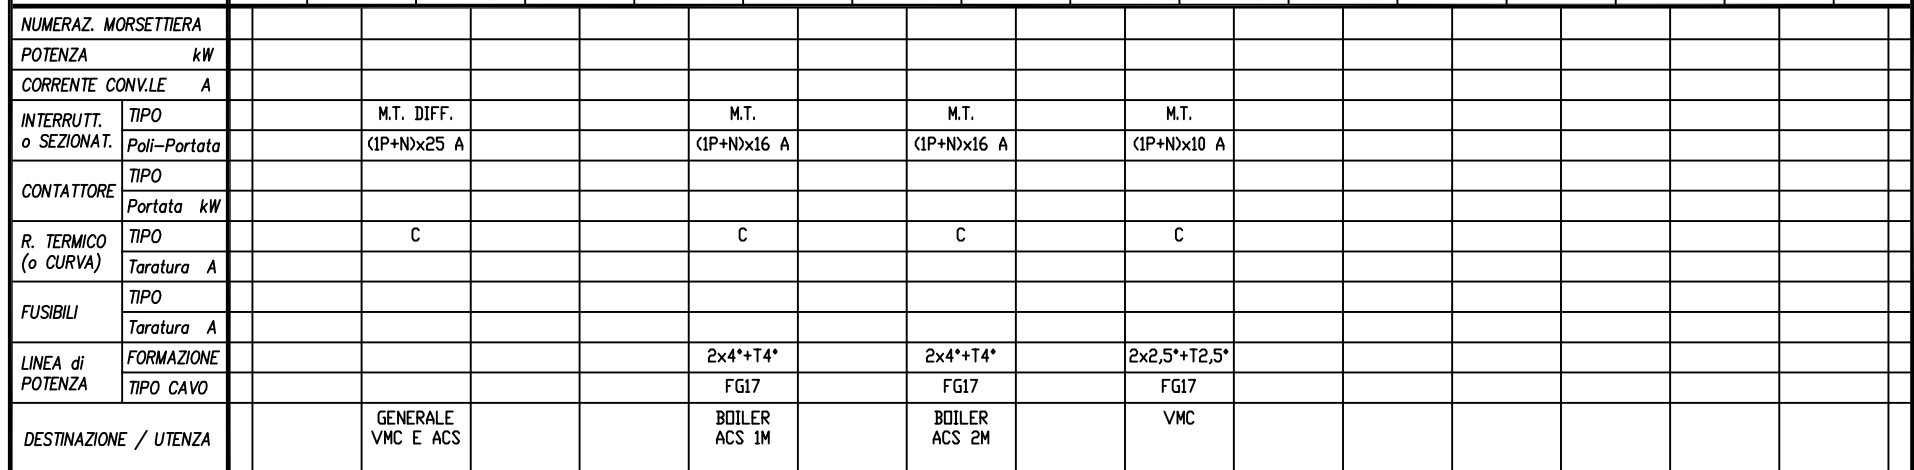 NUMERAZ. MORSETTIERA
POTENZA kW
CORRENTE CONV.LE A
INTERRUTT. o SEZIONAT.
TIPO M.T. DIFF. M.T. M.T. M.T.
Poli-Portata (1P+N)x25 A (1P+N)x16 A (1P+N)x16 A (1P+N)x10 A
CONTATTORE
TIPO
Portata kW
R. TERMICO (o CURVA)
TIPO C C C C
Taratura A
FUSIBILI
TIPO
Taratura A
LINEA di POTENZA
FORMAZIONE 2x4•+T4• 2x4•+T4• 2x2,5•+T2,5•
TIPO CAVO FG17 FG17 FG17
DESTINAZIONE / UTENZA
GENERALE VMC E ACS
BOILER ACS 1M
BOILER ACS 2M
VMC